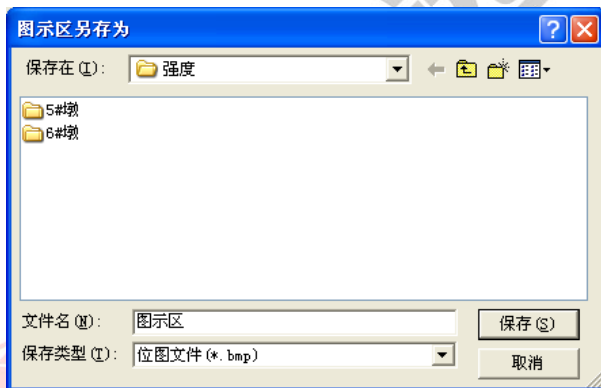 图示区另存为
保存在(I): 强度
5#墩
6#墩
文件名(N): 图示区 保存(S)
保存类型(T): 位图文件(*.bmp) 取消